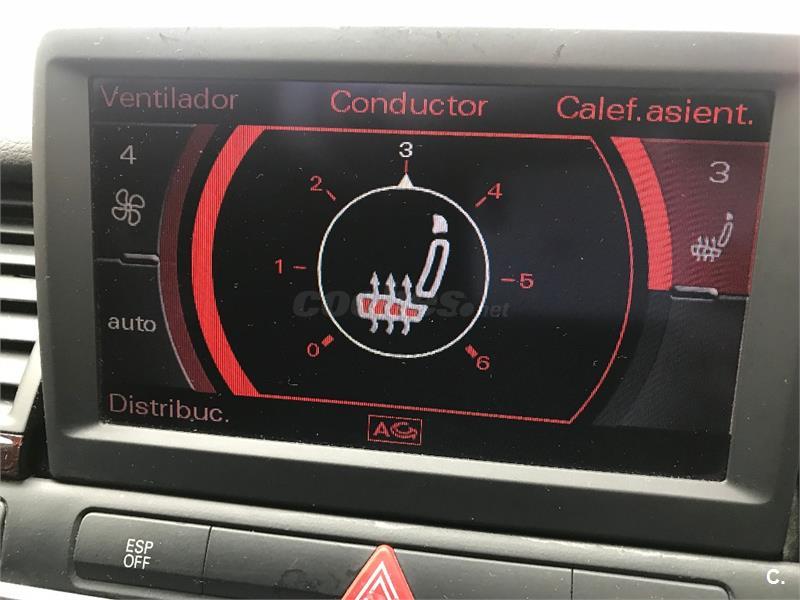 Ventilador
Conductor
Calef.asient.
4
3
3
2
4
1
5
auto
0
6
Distribuc.
A
ESP
OFF
C.